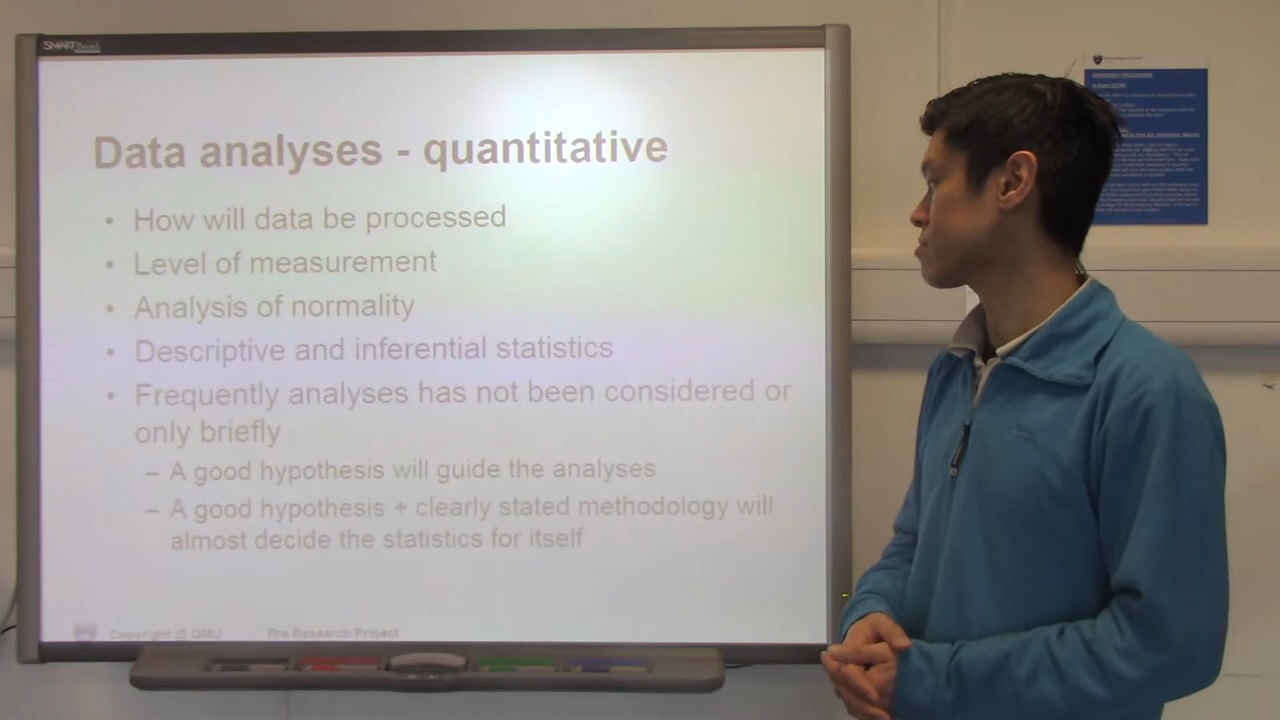 SMART Board
Data analyses - quantitative
• How will data be processed
• Level of measurement
• Analysis of normality
• Descriptive and inferential statistics
• Frequently analyses has not been considered or
only briefly
– A good hypothesis will guide the analyses
– A good hypothesis + clearly stated methodology will
almost decide the statistics for itself
Copyright @ QMU The Research Project